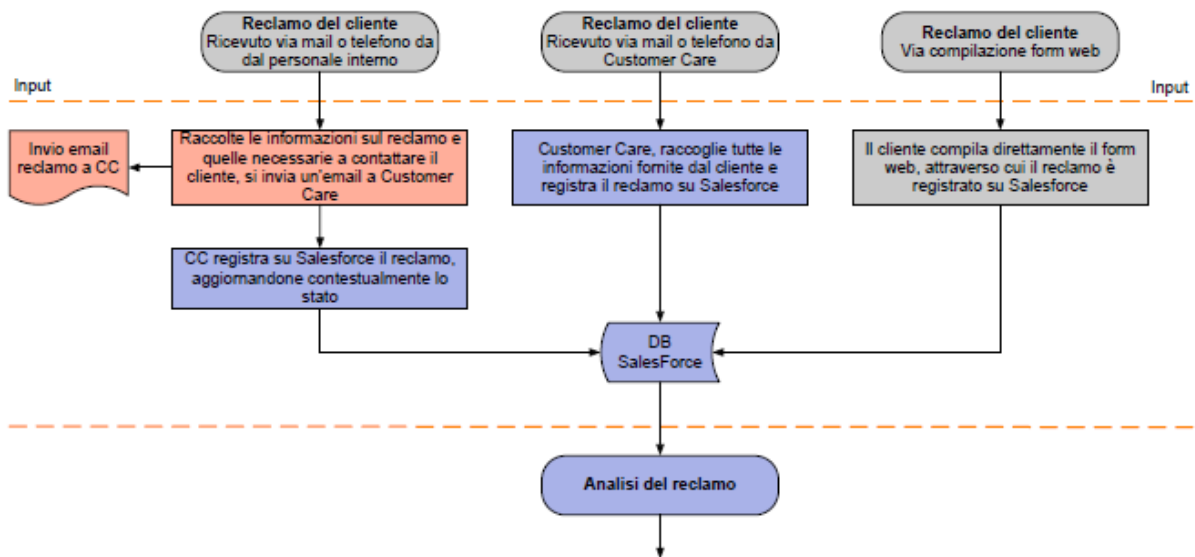 Reclamo del cliente
Ricevuto via mail o telefono da
dal personale interno
Reclamo del cliente
Ricevuto via mail o telefono da
Customer Care
Reclamo del cliente
Via compilazione form web
Input
Input
Invio email
reclamo a CC
Raccolte le informazioni sul reclamo e
quelle necessarie a contattare il
cliente, si invia un'email a Customer
Care
Customer Care, raccoglie tutte le
informazioni fornite dal cliente e
registra il reclamo su Salesforce
Il cliente compila direttamente il form
web, attraverso cui il reclamo è
registrato su Salesforce
CC registra su Salesforce il reclamo,
aggiornandone contestualmente lo
stato
DB
SalesForce
Analisi del reclamo